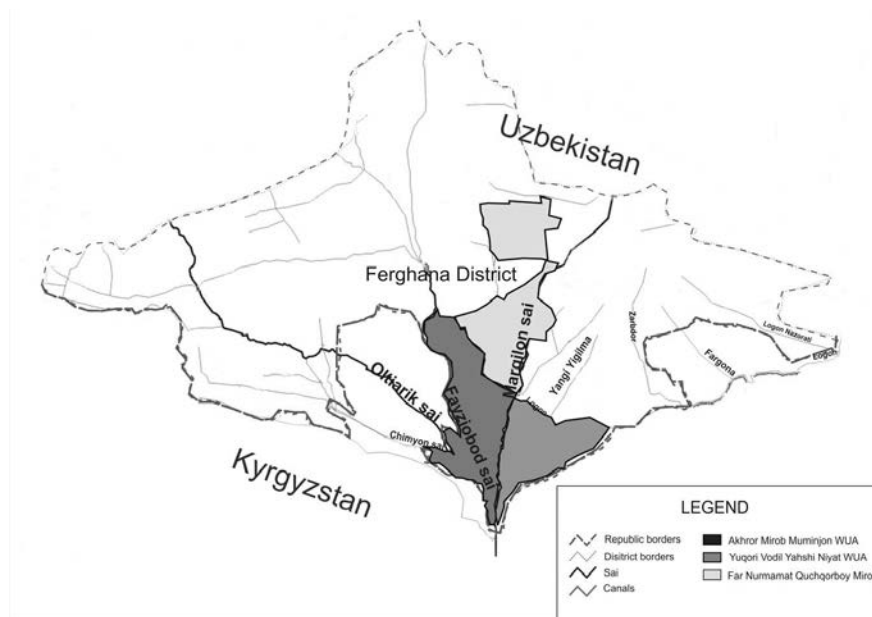 Uzbekistan
Ferghana District
Margilon sai
Zarbdor
Logon Nazorati
Logon
Fargona
Yangi Yigilma
Logon
Oltiarik sai
Fayziobod sai
Chimyon sai
Kyrgyzstan
LEGEND
Republic borders
Disitrict borders
Sai
Canals
Akhror Mirob Muminjon WUA
Yuqori Vodil Yahshi Niyat WUA
Far Nurmamat Quchqorboy Miro